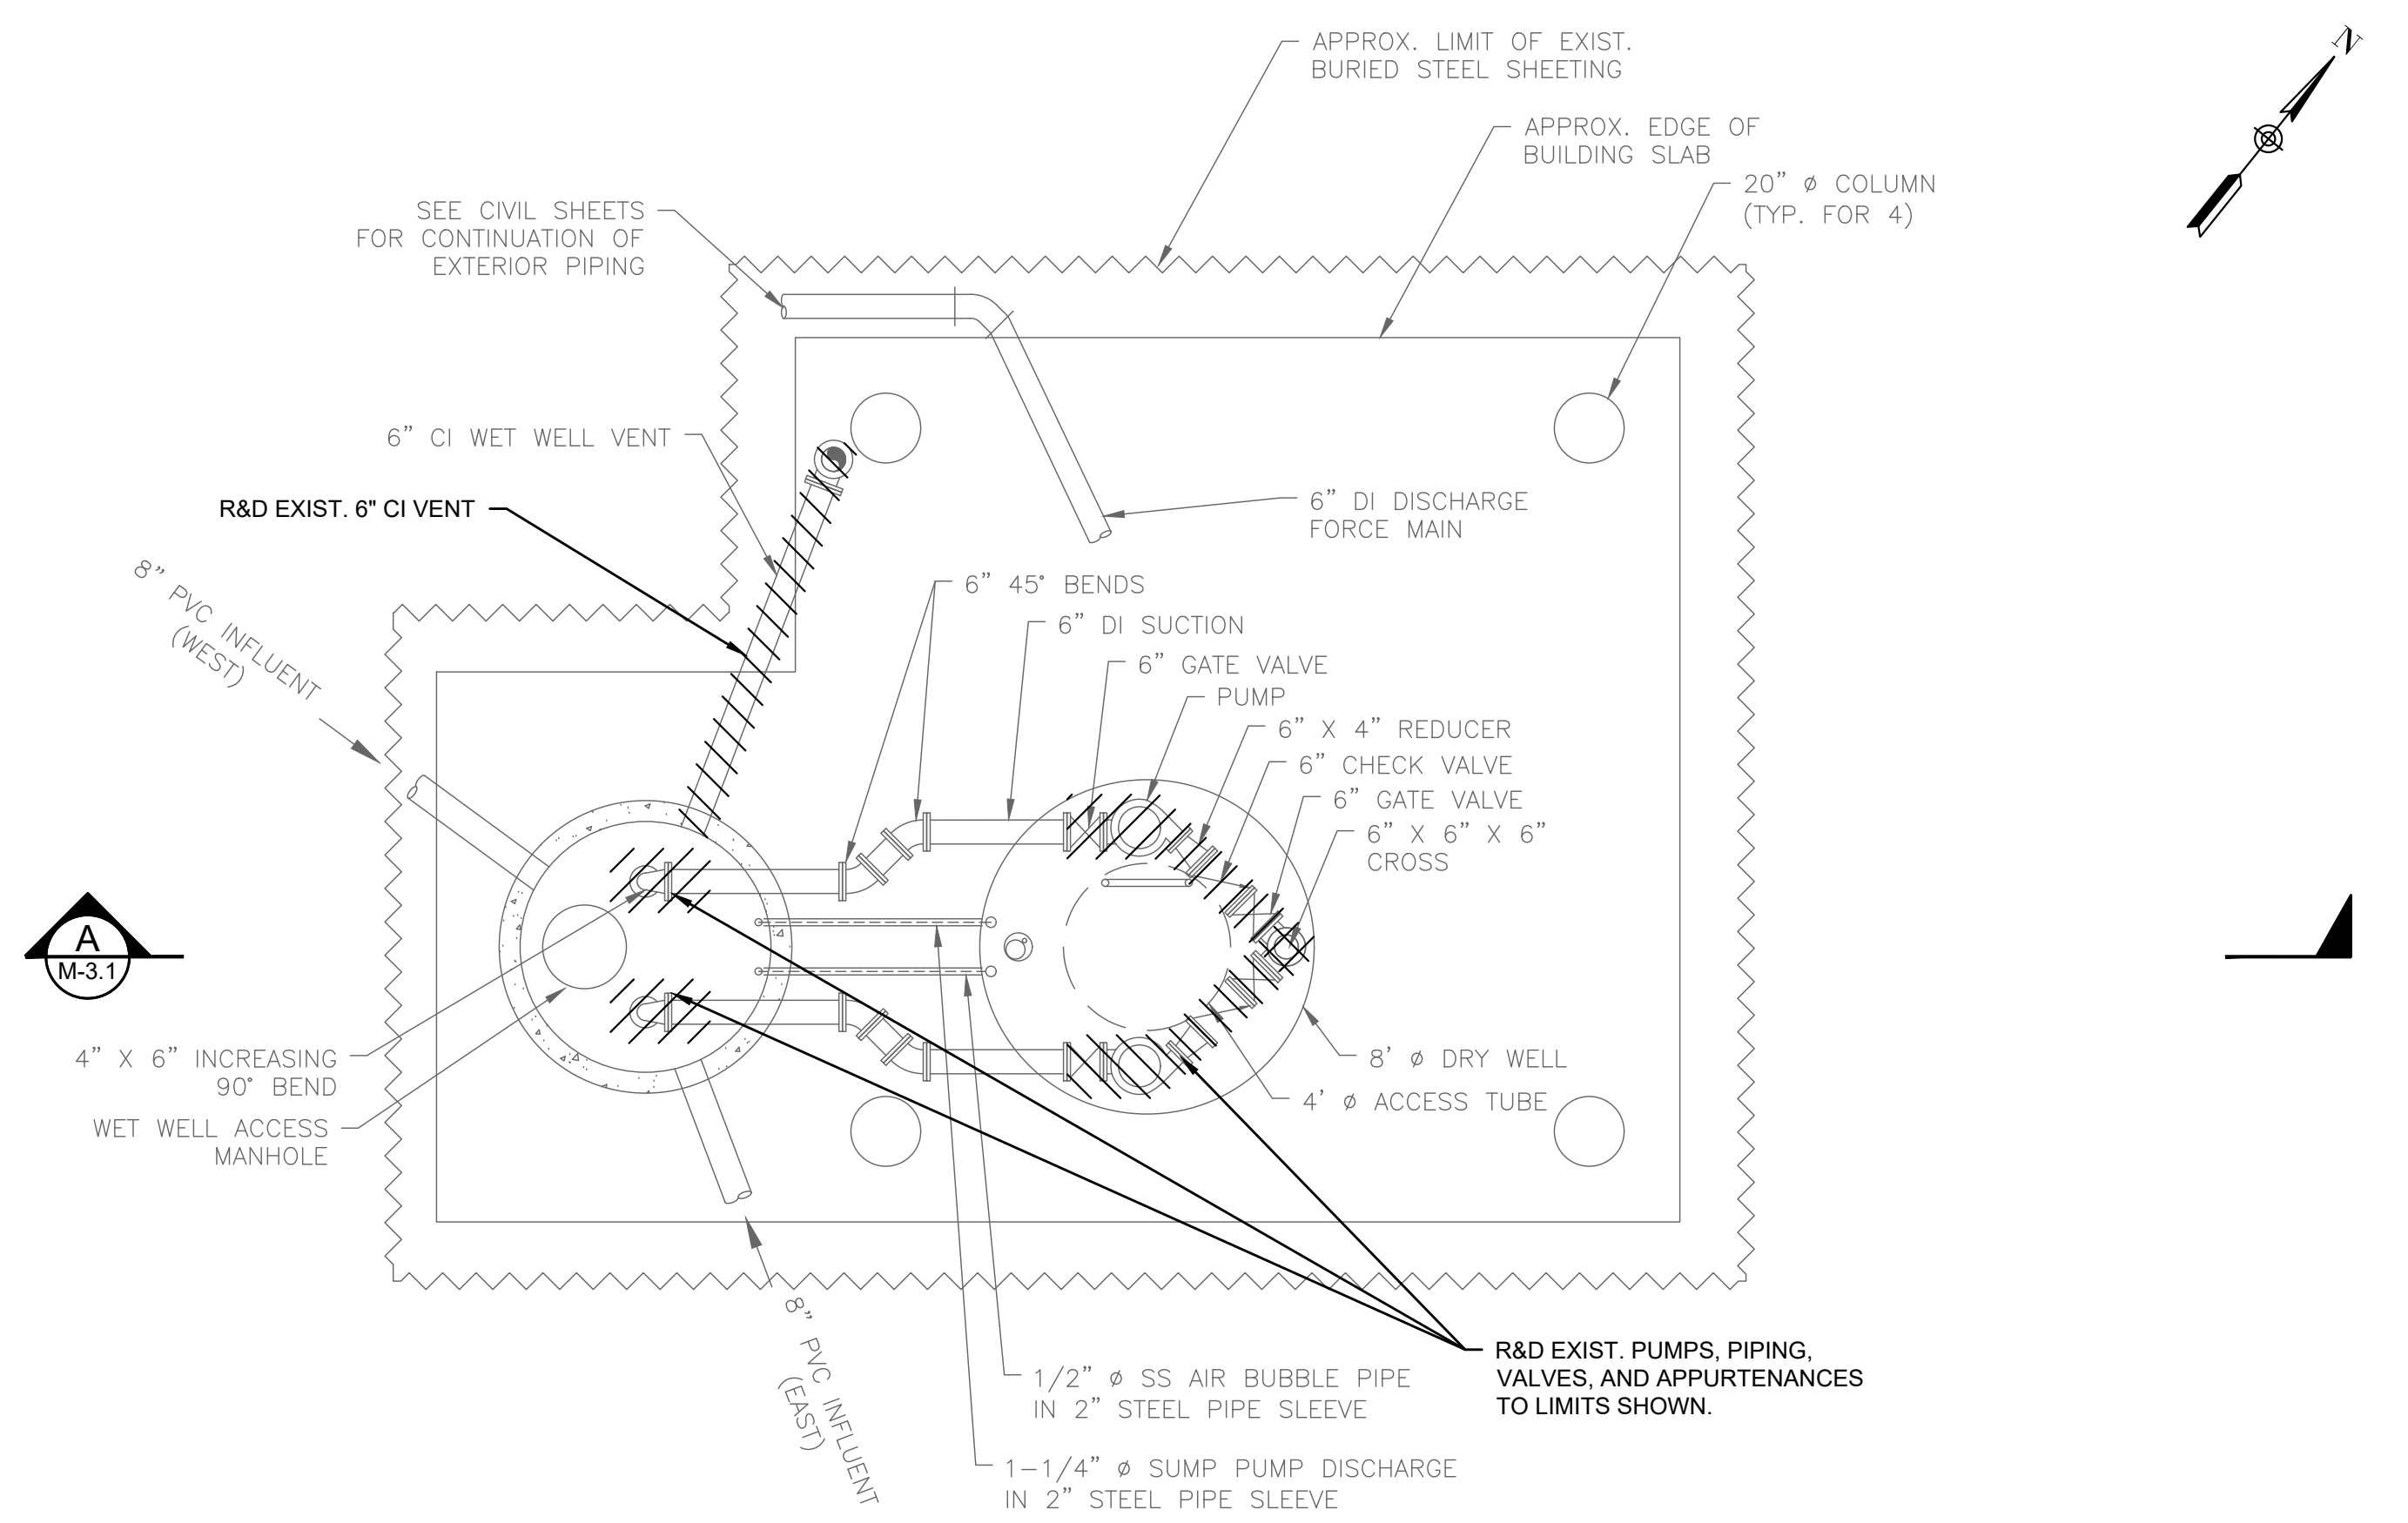 APPROX. LIMIT OF EXIST.
BURIED STEEL SHEETING
N
APPROX. EDGE OF
BUILDING SLAB
20” ø COLUMN
(TYP. FOR 4)
SEE CIVIL SHEETS
FOR CONTINUATION OF
EXTERIOR PIPING
6” CI WET WELL VENT
R&D EXIST. 6" CI VENT
6” DI DISCHARGE
FORCE MAIN
8” PVC INFLUENT
(WEST)
6” 45° BENDS
6” DI SUCTION
6” GATE VALVE
PUMP
6” X 4” REDUCER
6” CHECK VALVE
6” GATE VALVE
6” X 6” X 6”
CROSS
A
M-3.1
4” X 6” INCREASING
90° BEND
WET WELL ACCESS
MANHOLE
8’ ø DRY WELL
4’ ø ACCESS TUBE
8” PVC INFLUENT
(EAST)
1/2” ø SS AIR BUBBLE PIPE
IN 2” STEEL PIPE SLEEVE
1-1/4” ø SUMP PUMP DISCHARGE
IN 2” STEEL PIPE SLEEVE
R&D EXIST. PUMPS, PIPING,
VALVES, AND APPURTENANCES
TO LIMITS SHOWN.